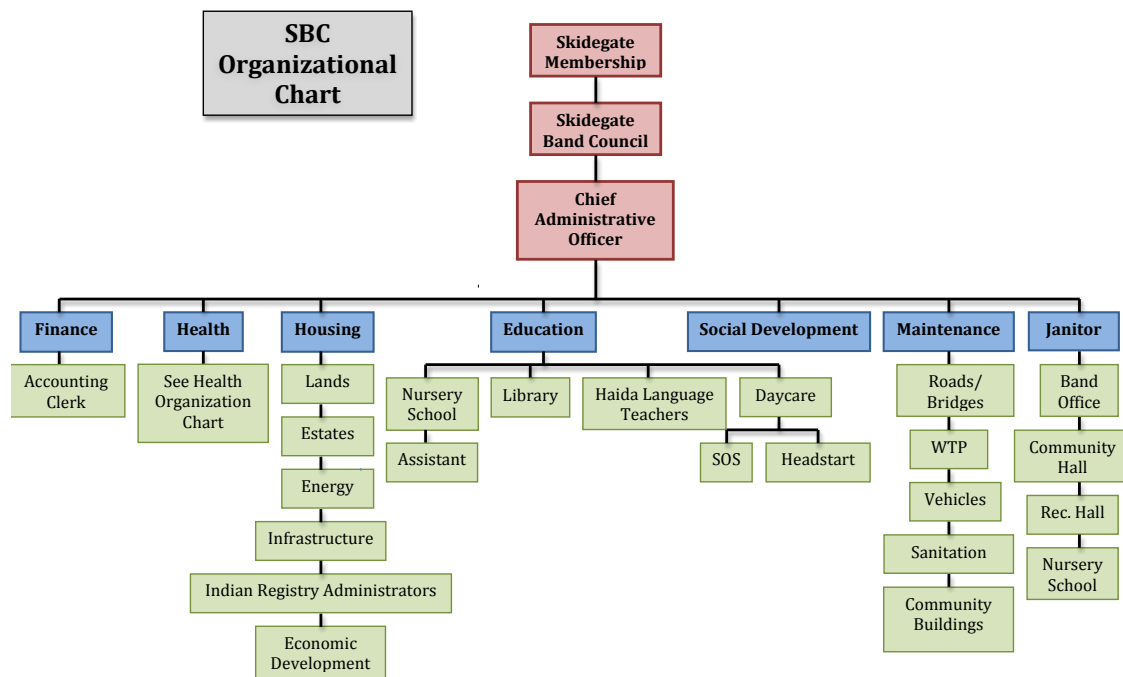 SBC
Organizational
Chart
Skidegate
Membership
Skidegate
Band Council
Chief
Administrative
Officer
Finance
Health
Housing
Education
Social Development
Maintenance
Janitor
Accounting
Clerk
See Health
Organization
Chart
Lands
Estates
Energy
Infrastructure
Indian Registry Administrators
Economic
Development
Nursery
School
Assistant
Library
Haida Language
Teachers
Daycare
SOS
Headstart
Roads/
Bridges
WTP
Vehicles
Sanitation
Community
Buildings
Band
Office
Community
Hall
Rec. Hall
Nursery
School